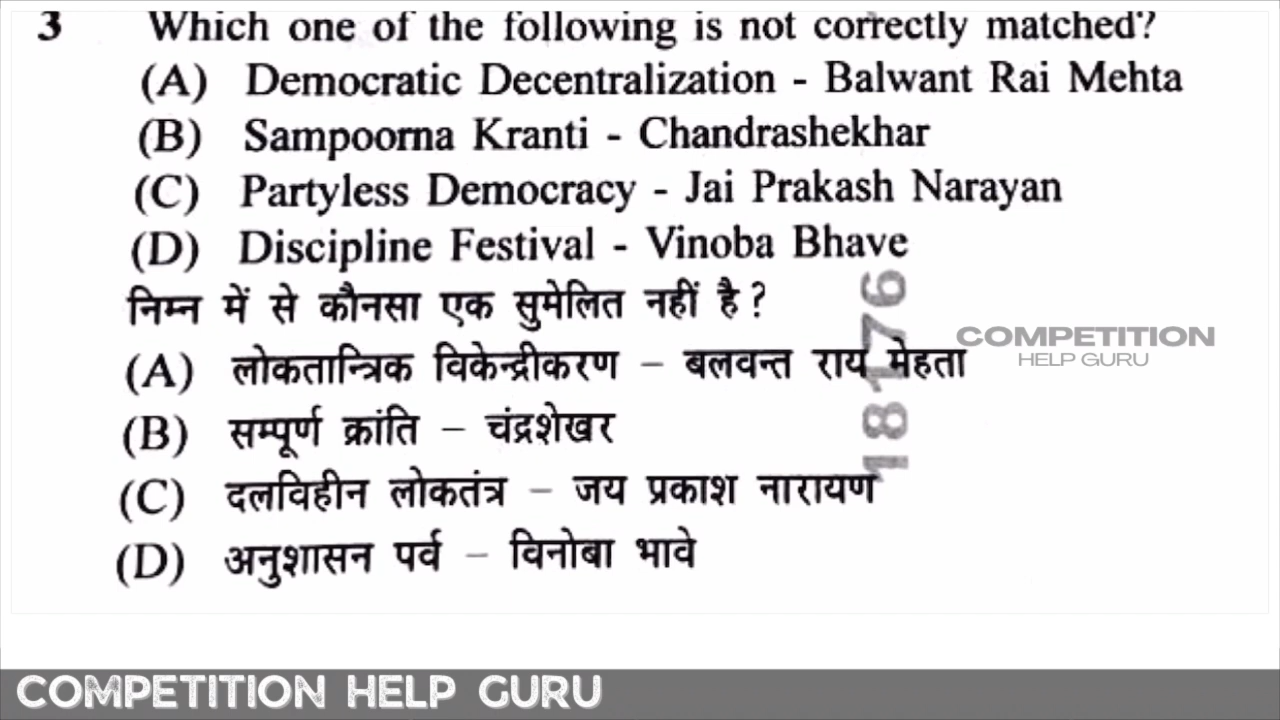 3 Which one of the following is not correctly matched?
(A) Democratic Decentralization - Balwant Rai Mehta
(B) Sampoorna Kranti - Chandrashekhar
(C) Partyless Democracy - Jai Prakash Narayan
(D) Discipline Festival - Vinoba Bhave
निम्न में से कौनसा एक सुमेलित नहीं है ?
(A) लोकतान्त्रिक विकेन्द्रीकरण – बलवन्त राय मेहता
(B) सम्पूर्ण क्रांति – चंद्रशेखर
(C) दलविहीन लोकतंत्र – जय प्रकाश नारायण
(D) अनुशासन पर्व – विनोबा भावे
18176
COMPETITION
HELP GURU
COMPETITION HELP GURU